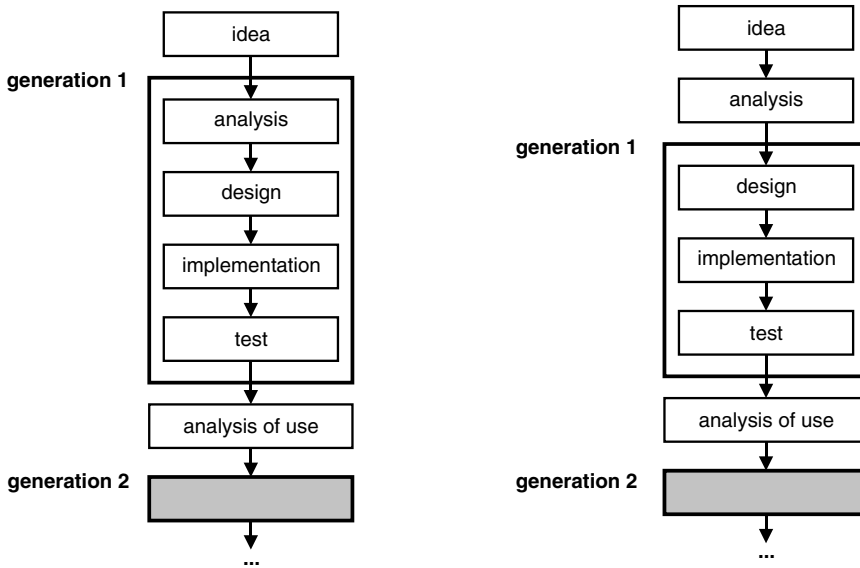 idea
generation 1
analysis
design
implementation
test
analysis of use
generation 2
...
idea
analysis
generation 1
design
implementation
test
analysis of use
generation 2
...